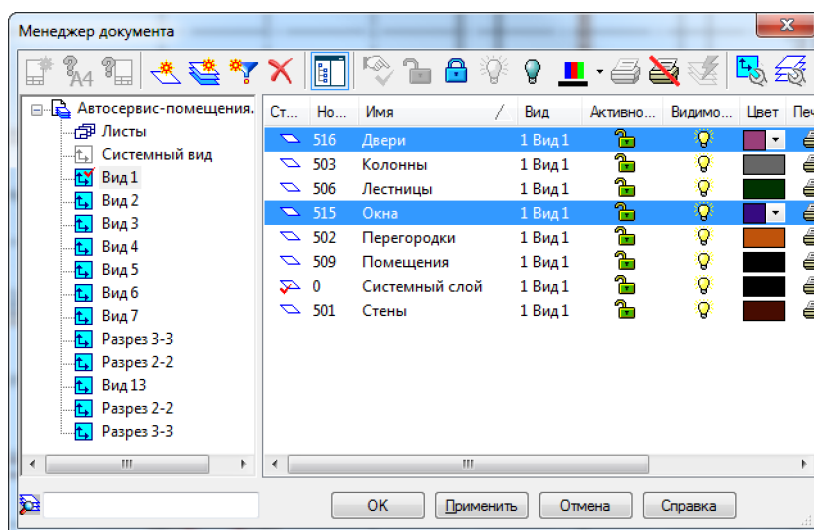 Менеджер документа
A4
Автосервис-помещения.
Листы
Системный вид
Вид 1
Вид 2
Вид 3
Вид 4
Вид 5
Вид 6
Вид 7
Разрез 3-3
Разрез 2-2
Вид 13
Разрез 2-2
Разрез 3-3
Ст... Но... Имя Вид Активно... Видимо... Цвет Печ
516 Двери 1 Вид 1
503 Колонны 1 Вид 1
506 Лестницы 1 Вид 1
515 Окна 1 Вид 1
502 Перегородки 1 Вид 1
509 Помещения 1 Вид 1
0 Системный слой 1 Вид 1
501 Стены 1 Вид 1
OK Применить Отмена Справка